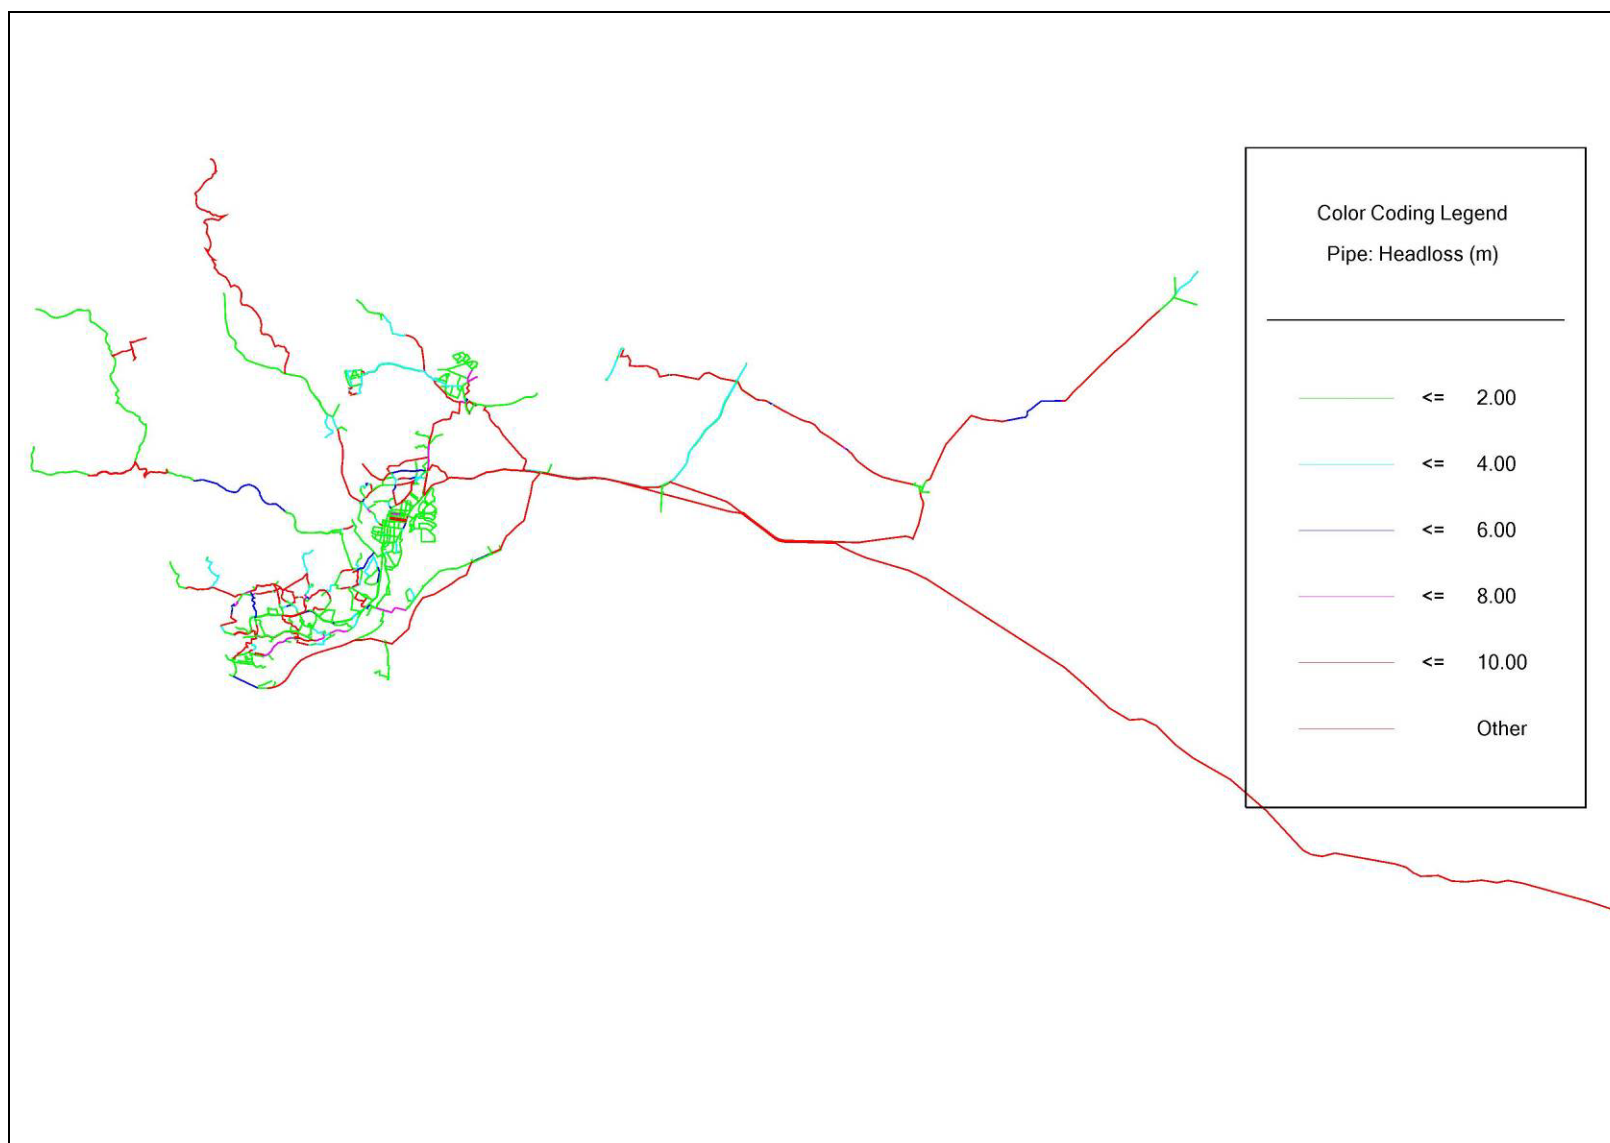 Color Coding Legend
Pipe: Headloss (m)
<= 2.00
<= 4.00
<= 6.00
<= 8.00
<= 10.00
Other